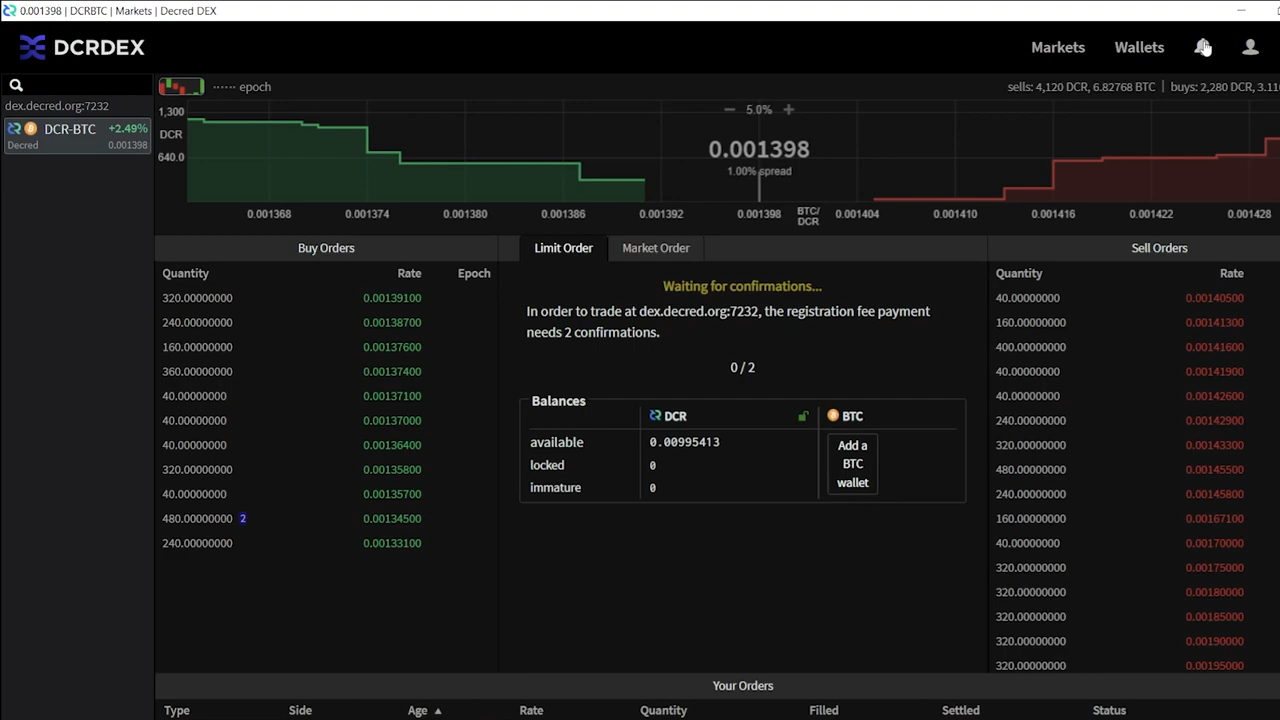 0.001398 | DCRBTC | Markets | Decred DEX
DCRDEX
Markets
Wallets
dex.decred.org:7232
DCR-BTC +2.49%
Decred 0.001398
epoch
sells: 4,120 DCR, 6.82768 BTC | buys: 2,280 DCR,
1,300
DCR
640.0
5.0%
0.001398
1.00% spread
0.001368 0.001374 0.001380 0.001386 0.001392 0.001398 BTC/ DCR 0.001404 0.001410 0.001416 0.001422 0.001428
Buy Orders
Quantity Rate Epoch
320.00000000 0.00139100
240.00000000 0.00138700
160.00000000 0.00137600
360.00000000 0.00137400
40.00000000 0.00137100
40.00000000 0.00137000
40.00000000 0.00136400
320.00000000 0.00135800
40.00000000 0.00135700
480.00000000 2 0.00134500
240.00000000 0.00133100
Limit Order
Market Order
Waiting for confirmations...
In order to trade at dex.decred.org:7232, the registration fee payment
needs 2 confirmations.
0 / 2
Balances
DCR BTC
available 0.00995413
locked 0
immature 0
Add a
BTC
wallet
Sell Orders
Quantity Rate
40.00000000 0.00140500
160.00000000 0.00141300
400.00000000 0.00141600
40.00000000 0.00141900
40.00000000 0.00142600
240.00000000 0.00142900
320.00000000 0.00143300
480.00000000 0.00145500
240.00000000 0.00145800
160.00000000 0.00167100
40.00000000 0.00170000
320.00000000 0.00175000
320.00000000 0.00180000
320.00000000 0.00185000
320.00000000 0.00190000
320.00000000 0.00195000
Your Orders
Type Side Age Rate Quantity Filled Settled Status